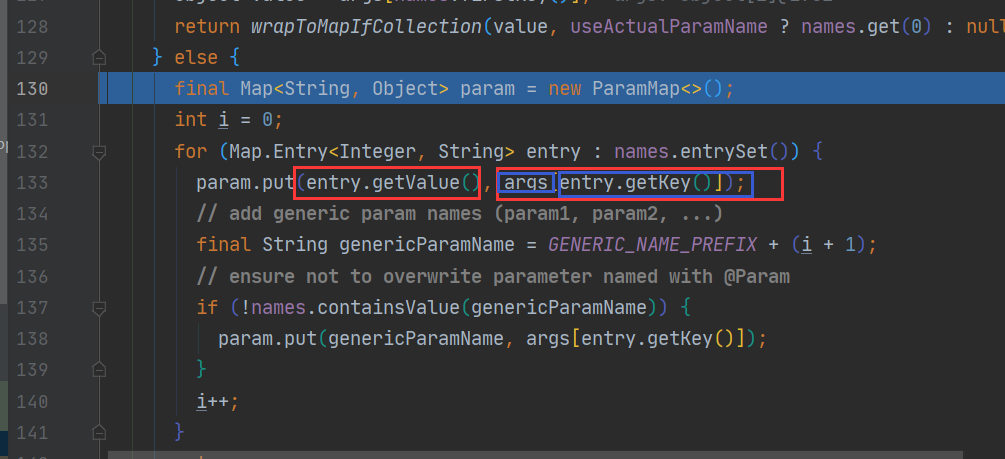 128 return wrapToMapIfCollection(value, useActualParamName ? names.get(0) : null
129 } else {
130 final Map<String, Object> param = new ParamMap<>();
131 int i = 0;
132 for (Map.Entry<Integer, String> entry : names.entrySet()) {
133 param.put(entry.getValue(), args[entry.getKey()]);
134 // add generic param names (param1, param2, ...)
135 final String genericParamName = GENERIC_NAME_PREFIX + (i + 1);
136 // ensure not to overwrite parameter named with @Param
137 if (!names.containsValue(genericParamName)) {
138 param.put(genericParamName, args[entry.getKey()]);
139 }
140 i++;
141 }